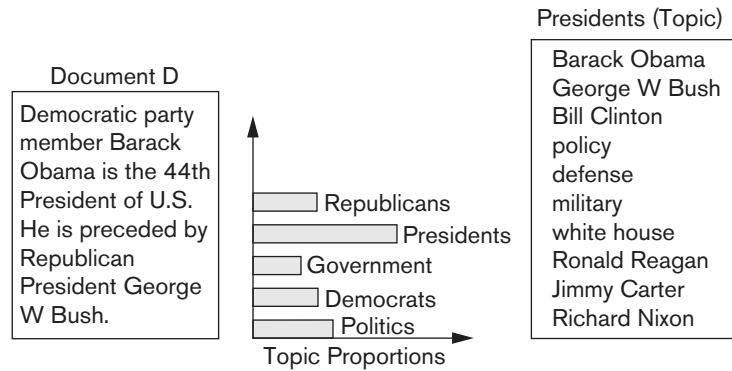 Document D
Democratic party
member Barack
Obama is the 44th
President of U.S.
He is preceded by
Republican
President George
W Bush.
Republicans
Presidents
Government
Democrats
Politics
Topic Proportions
Presidents (Topic)
Barack Obama
George W Bush
Bill Clinton
policy
defense
military
white house
Ronald Reagan
Jimmy Carter
Richard Nixon